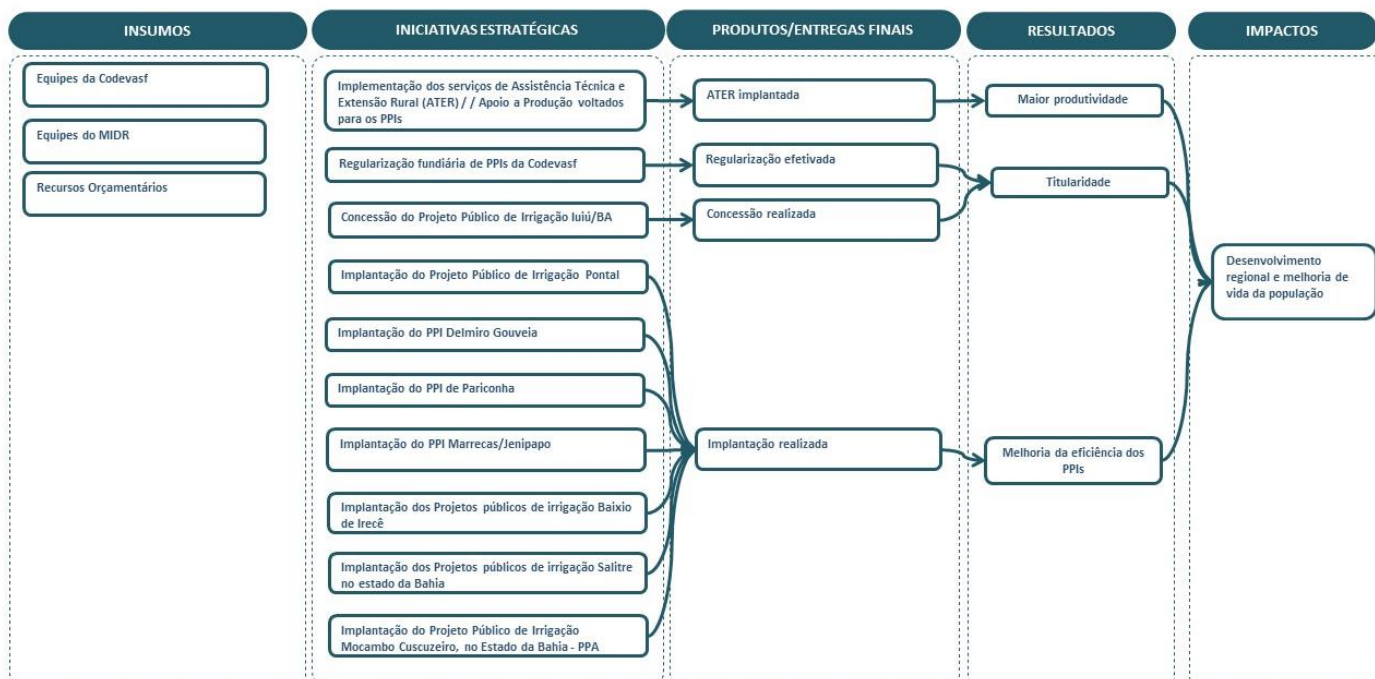 INSUMOS
INICIATIVAS ESTRATÉGICAS
PRODUTOS/ENTREGAS FINAIS
RESULTADOS
IMPACTOS
Equipes da Codevasf
Equipes do MIDR
Recursos Orçamentários
Implementação dos serviços de Assistência Técnica e
Extensão Rural (ATER) / / Apoio a Produção voltados
para os PPIs
Regularização fundiária de PPIs da Codevasf
Concessão do Projeto Público de Irrigação Iuiú/BA
Implantação do Projeto Público de Irrigação Pontal
Implantação do PPI Delmiro Gouveia
Implantação do PPI de Pariconha
Implantação do PPI Marrecas/Jenipapo
Implantação dos Projetos públicos de irrigação Baixio
de Irecê
Implantação dos Projetos públicos de irrigação Salitre
no estado da Bahia
Implantação do Projeto Público de Irrigação
Mocambo Cuscuzeiro, no Estado da Bahia - PPA
ATER implantada
Regularização efetivada
Concessão realizada
Implantação realizada
Maior produtividade
Titularidade
Melhoria da eficiência dos
PPIs
Desenvolvimento
regional e melhoria de
vida da população